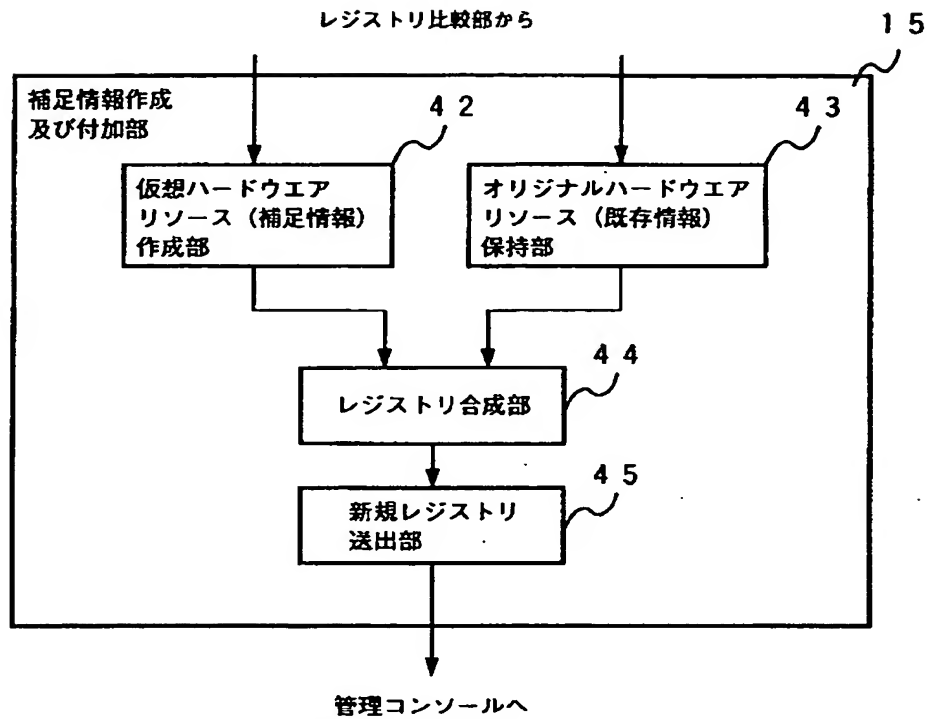 レジストリ比較部から
１５
補足情報作成
及び付加部
４２
４３
仮想ハードウエア
リソース（補足情報）
作成部
オリジナルハードウエア
リソース（既存情報）
保持部
４４
レジストリ合成部
４５
新規レジストリ
送出部
管理コンソールへ